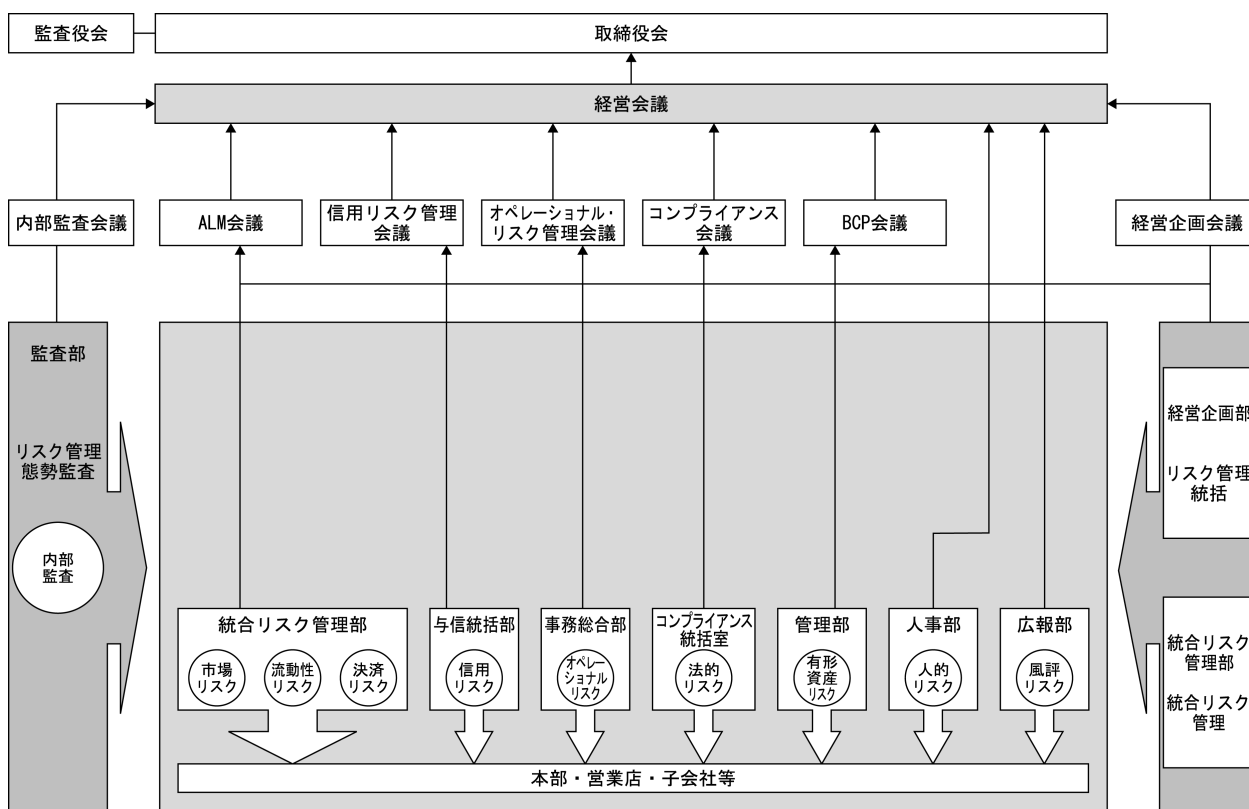 監査役会
取締役会
経営会議
内部監査会議
ALM会議
信用リスク管理
会議
オペレーショナル・
リスク管理会議
コンプライアンス
会議
BCP会議
経営企画会議
監査部
リスク管理
態勢監査
内部
監査
経営企画部
リスク管理
統括
統合リスク
管理部
統合リスク
管理
統合リスク管理部
市場
リスク
流動性
リスク
決済
リスク
与信統括部
信用
リスク
事務総合部
オペレー
ショナル
リスク
コンプライアンス
統括室
法的
リスク
管理部
有形
資産
リスク
人事部
人的
リスク
広報部
風評
リスク
本部・営業店・子会社等